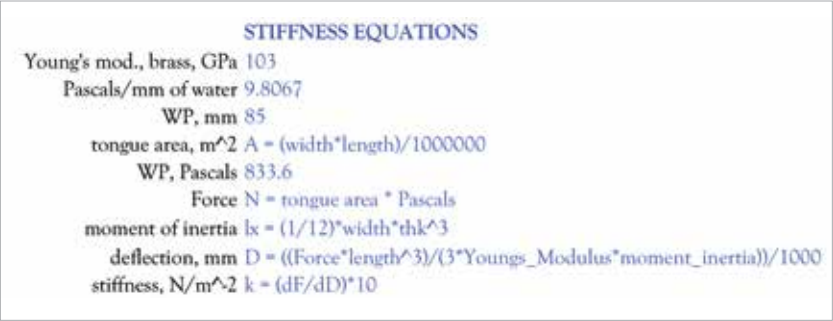 STIFFNESS EQUATIONS
Young's mod., brass, GPa 103
Pascals/mm of water 9.8067
WP, mm 85
tongue area, m^2 A = (width*length)/1000000
WP, Pascals 833.6
Force N = tongue area * Pascals
moment of inertia lx = (1/12)*width*thk^3
deflection, mm D = ((Force*length^3)/(3*Youngs_Modulus*moment_inertia))/1000
stiffness, N/m^-2 k = (dF/dD)*10